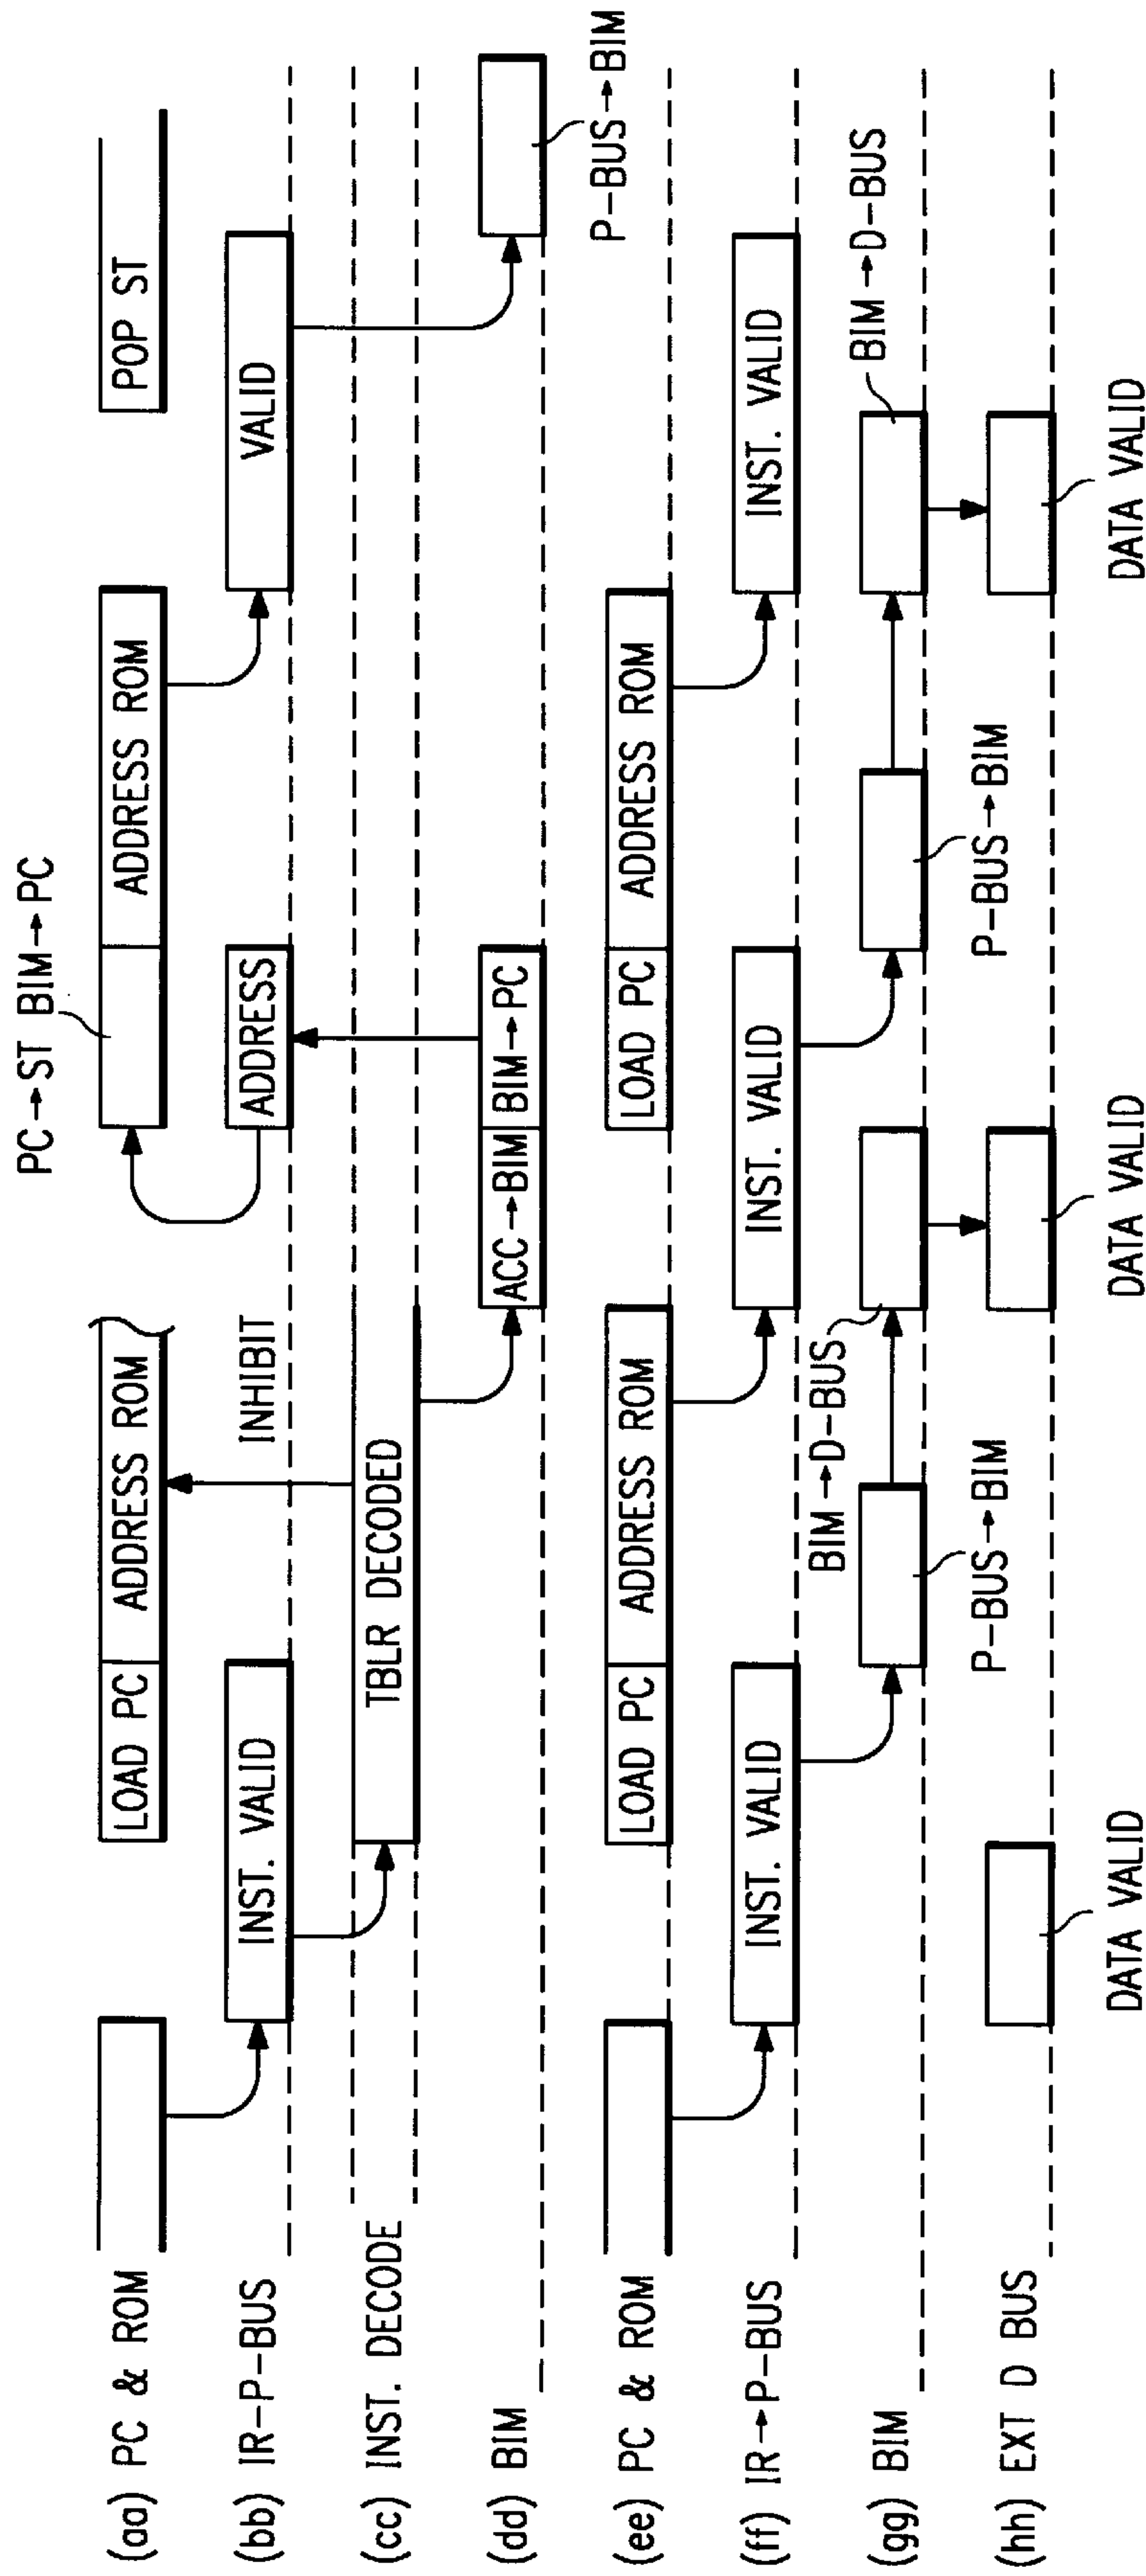 PC→ST BIM→PC
(aa) PC & ROM
LOAD PC
ADDRESS ROM
ADDRESS ROM
POP ST
(bb) IR-P-BUS
INST. VALID
INHIBIT
ADDRESS
VALID
(cc) INST. DECODE
TBLR DECODED
(dd) BIM
ACC→BIM
BIM→PC
P-BUS→BIM
(ee) PC & ROM
LOAD PC
ADDRESS ROM
LOAD PC
ADDRESS ROM
(ff) IR→P-BUS
INST. VALID
INST. VALID
INST. VALID
BIM→D-BUS
BIM→D-BUS
(gg) BIM
P-BUS→BIM
P-BUS→BIM
(hh) EXT D BUS
DATA VALID
DATA VALID
DATA VALID